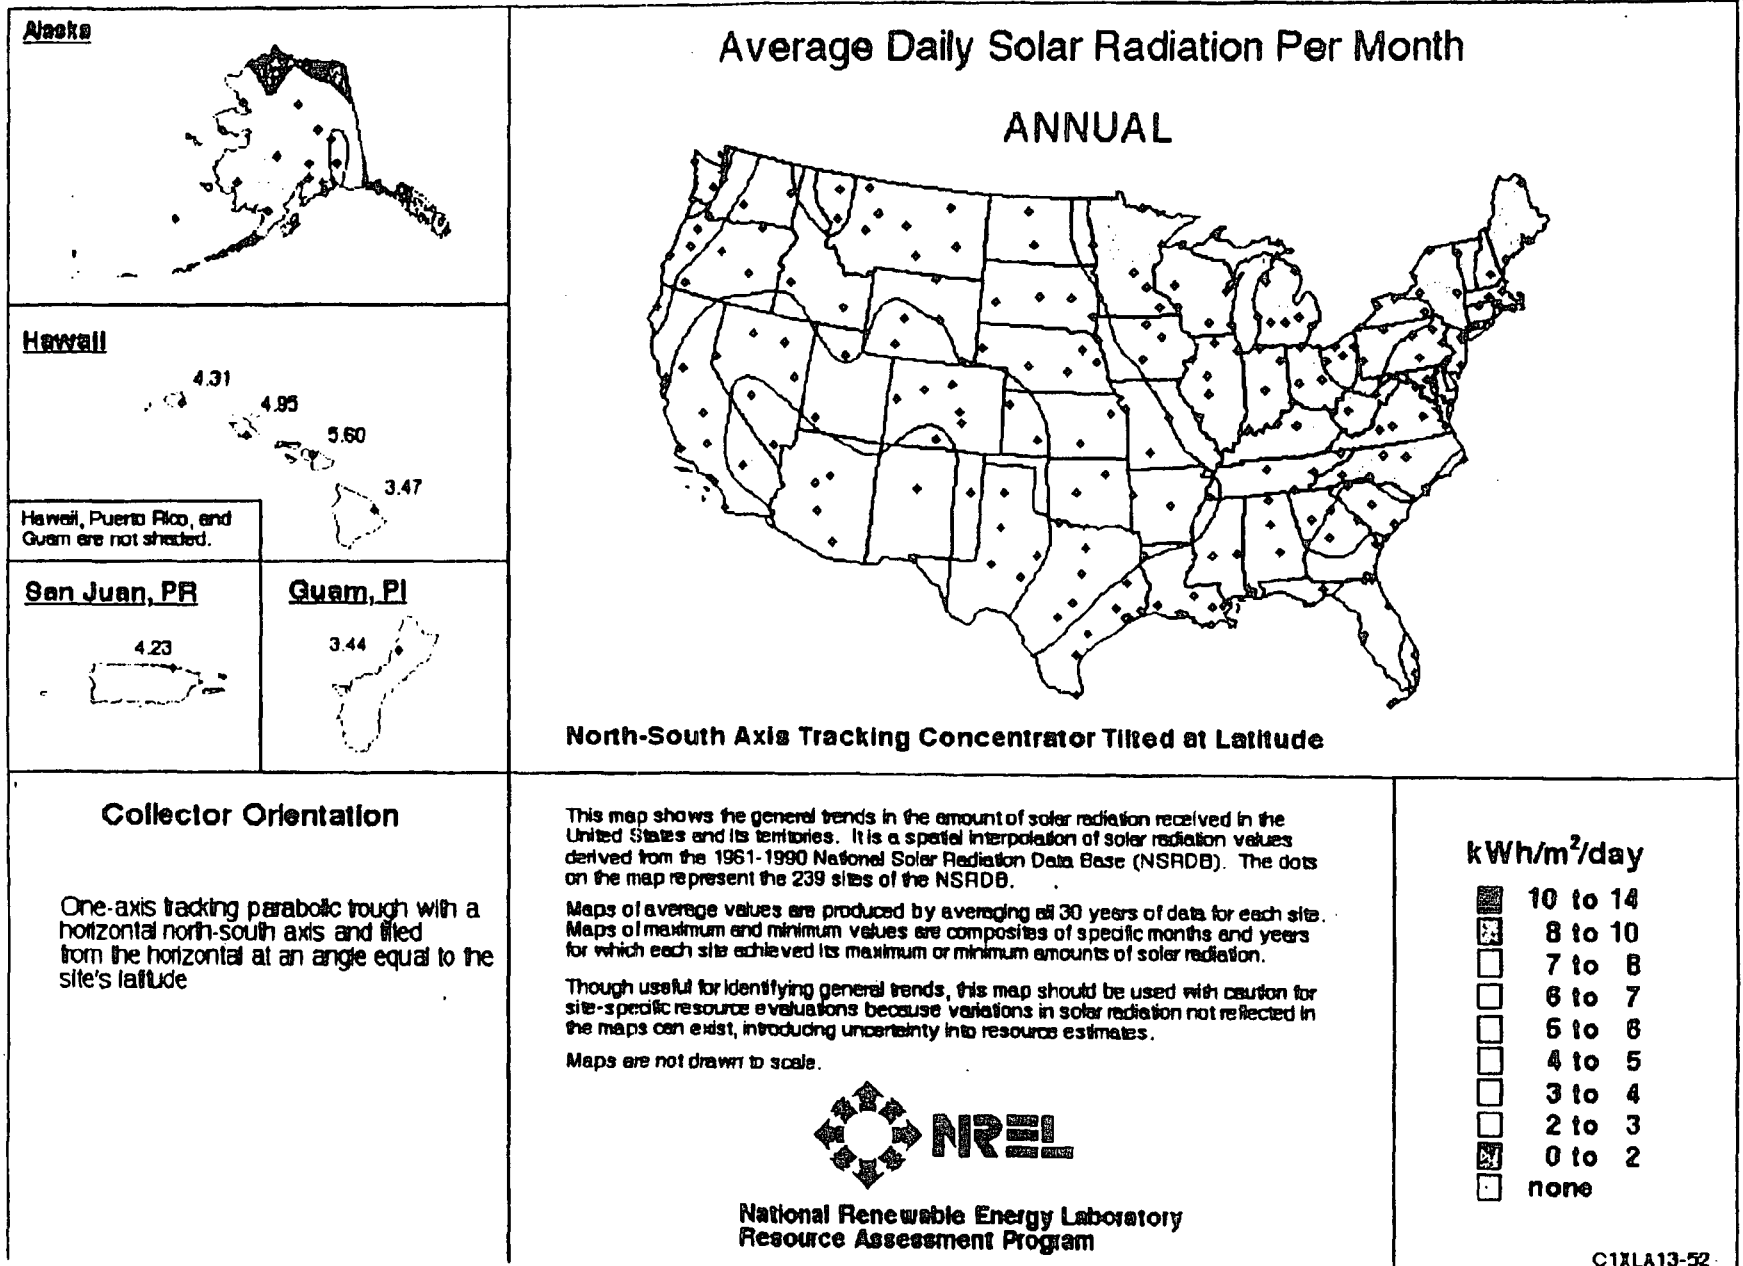 Alaska
Average Daily Solar Radiation Per Month
ANNUAL
Hawaii
4.31
4.95
5.60
3.47
Hawaii, Puerto Rico, and
Guam are not shaded.
San Juan, PR
4.23
Guam, PI
3.44
North-South Axis Tracking Concentrator Tilted at Latitude
Collector Orientation
One-axis tracking parabolic trough with a
horizontal north-south axis and tilted
from the horizontal at an angle equal to the
site's latitude
This map shows the general trends in the amount of solar radiation received in the
United States and its territories. It is a spatial interpolation of solar radiation values
derived from the 1961-1990 National Solar Radiation Data Base (NSRDB). The dots
on the map represent the 239 sites of the NSRDB.
Maps of average values are produced by averaging all 30 years of data for each site.
Maps of maximum and minimum values are composites of specific months and years
for which each site achieved its maximum or minimum amounts of solar radiation.
Though useful for identifying general trends, this map should be used with caution for
site-specific resource evaluations because variations in solar radiation not reflected in
the maps can exist, introducing uncertainty into resource estimates.
Maps are not drawn to scale.
NREL
National Renewable Energy Laboratory
Resource Assessment Program
kWh/m²/day
10 to 14
8 to 10
7 to 8
6 to 7
5 to 6
4 to 5
3 to 4
2 to 3
0 to 2
none
C1XLA13-52